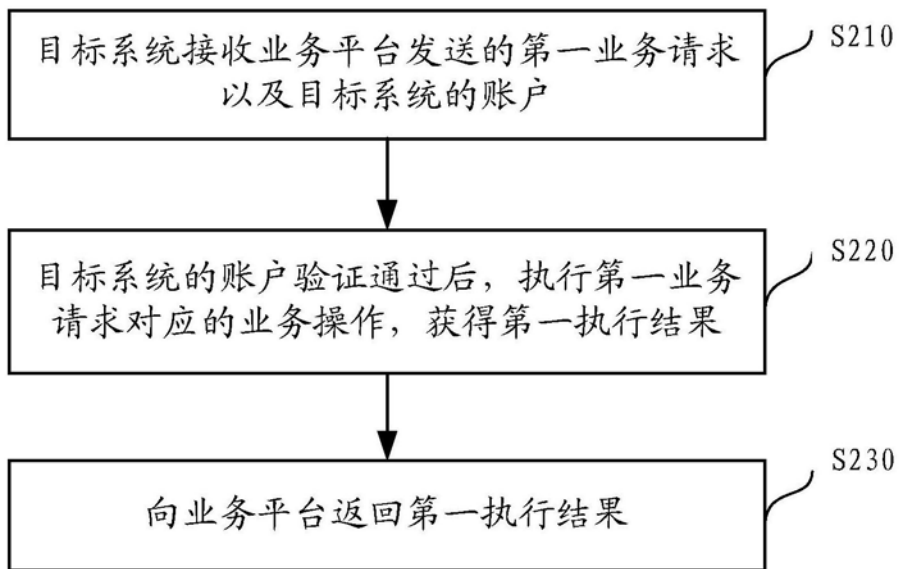 目标系统接收业务平台发送的第一业务请求
以及目标系统的账户
S210
目标系统的账户验证通过后，执行第一业务
请求对应的业务操作，获得第一执行结果
S220
向业务平台返回第一执行结果
S230